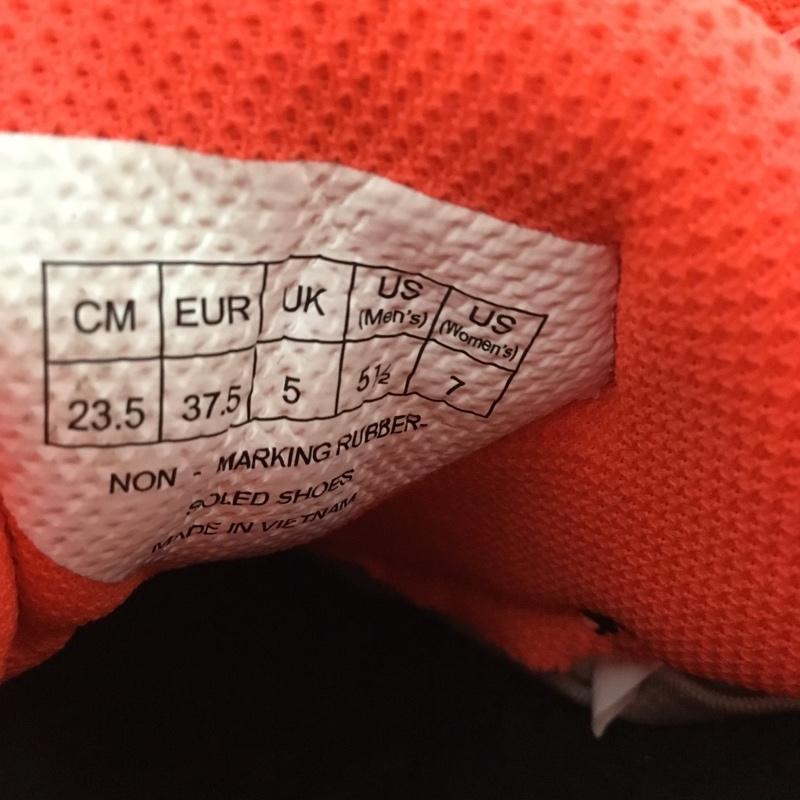 CM EUR UK US (Men's) US (Women's)
23.5 37.5 5 5½ 7
NON - MARKING RUBBER-
SOLED SHOES
MADE IN VIETNAM